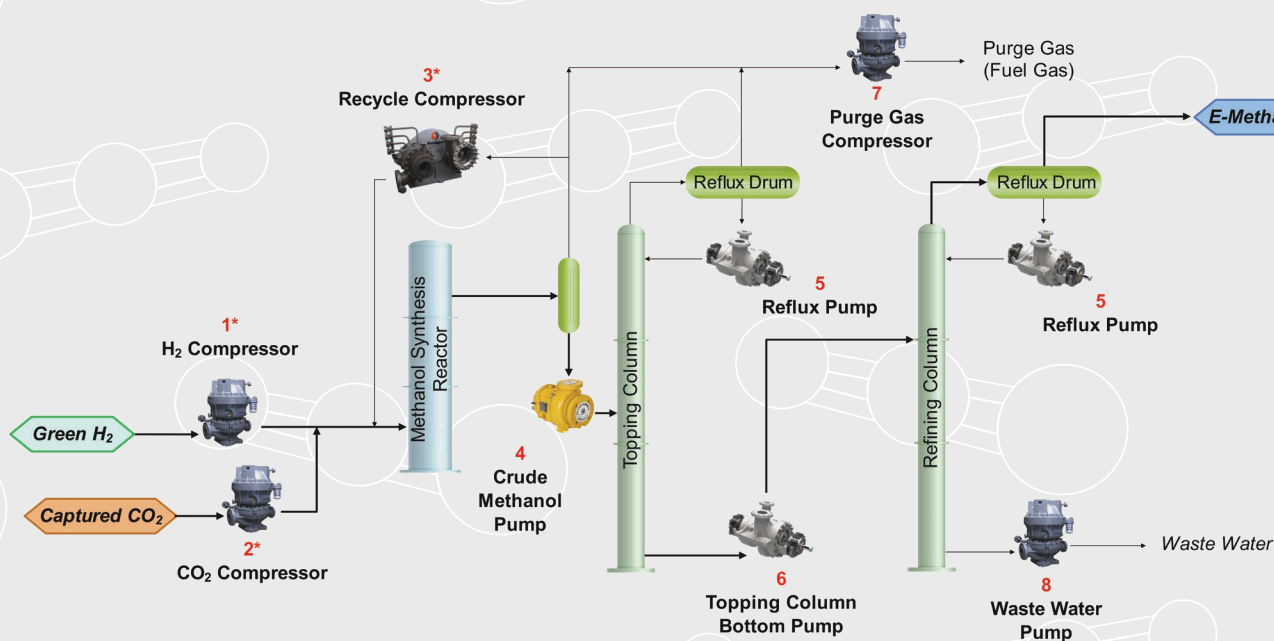 Purge Gas
(Fuel Gas)
3*
Recycle Compressor
7
Purge Gas
Compressor
E-Metha
Reflux Drum
Reflux Drum
Methanol Synthesis
Reactor
5
Reflux Pump
5
Reflux Pump
1*
H₂ Compressor
Topping Column
Refining Column
Green H₂
4
Crude
Methanol
Pump
Captured CO₂
2*
CO₂ Compressor
Waste Water
6
Topping Column
Bottom Pump
8
Waste Water
Pump